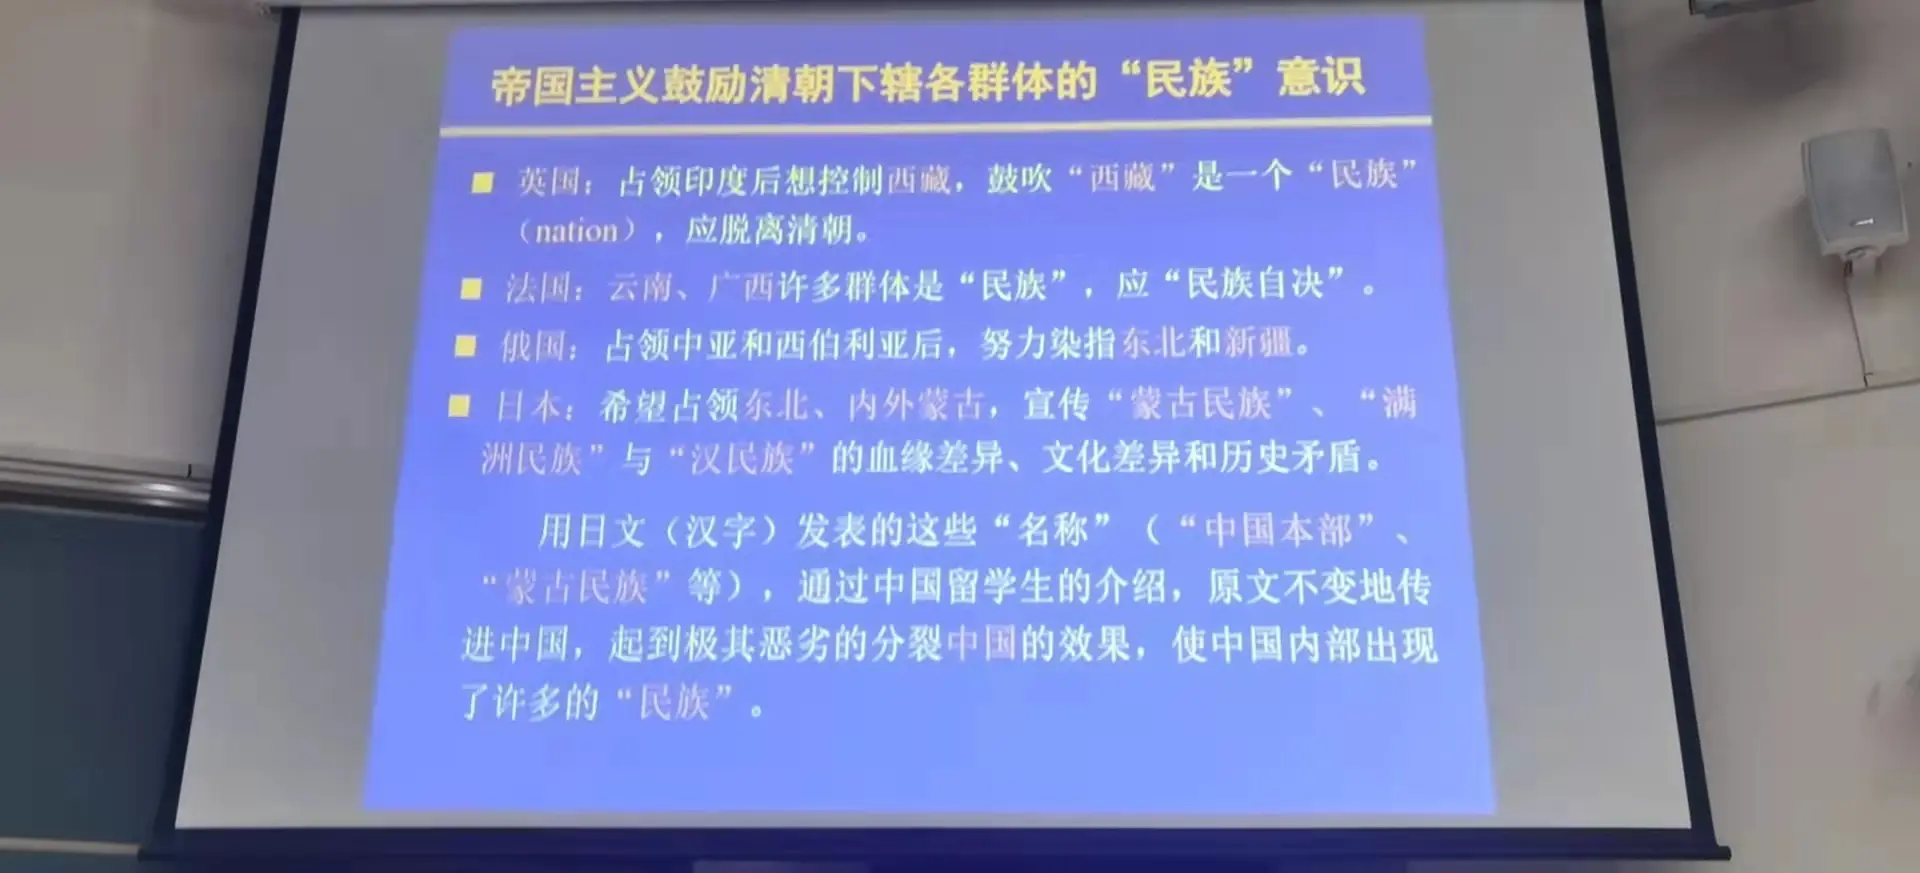 帝国主义鼓励清朝下辖各群体的“民族”意识
英国：占领印度后想控制西藏，鼓吹“西藏”是一个“民族”
（nation），应脱离清朝。
法国：云南、广西许多群体是“民族”，应“民族自决”。
俄国：占领中亚和西伯利亚后，努力染指东北和新疆。
日本：希望占领东北、内外蒙古，宣传“蒙古民族”、“满
洲民族”与“汉民族”的血缘差异、文化差异和历史矛盾。
用日文（汉字）发表的这些“名称”（“中国本部”、
“蒙古民族”等），通过中国留学生的介绍，原文不变地传
进中国，起到极其恶劣的分裂中国的效果，使中国内部出现
了许多的“民族”。